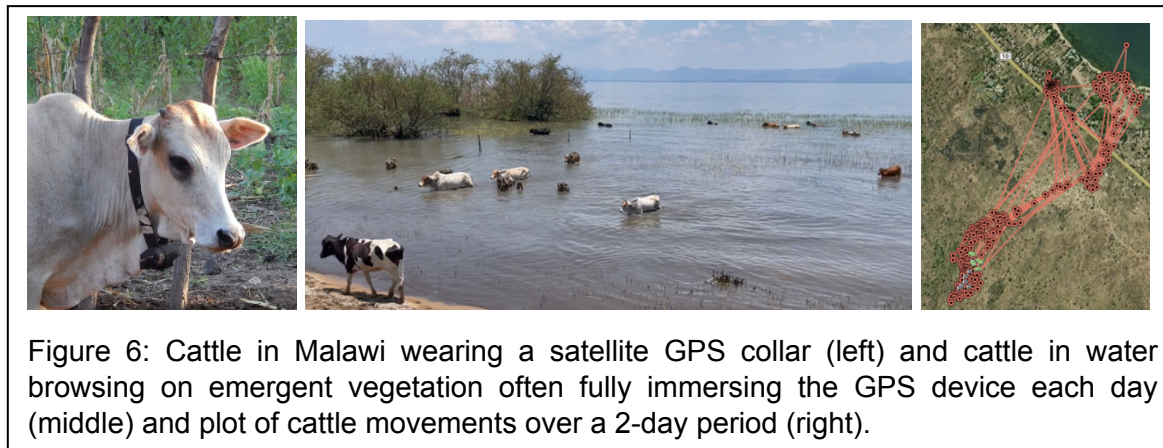 Figure 6: Cattle in Malawi wearing a satellite GPS collar (left) and cattle in water
browsing on emergent vegetation often fully immersing the GPS device each day
(middle) and plot of cattle movements over a 2-day period (right).